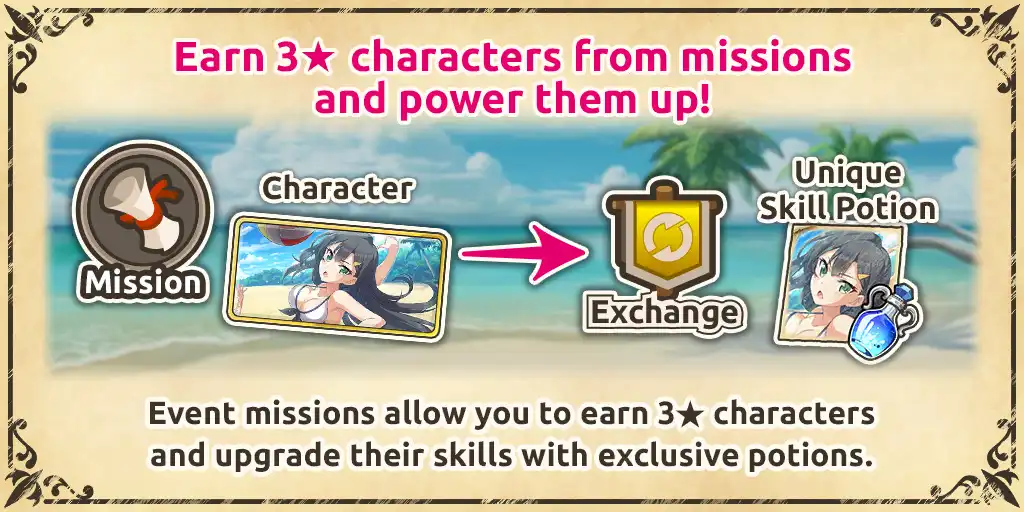 Earn 3★ characters from missions
and power them up!
Mission
Character
Exchange
Unique
Skill Potion
Event missions allow you to earn 3★ characters
and upgrade their skills with exclusive potions.